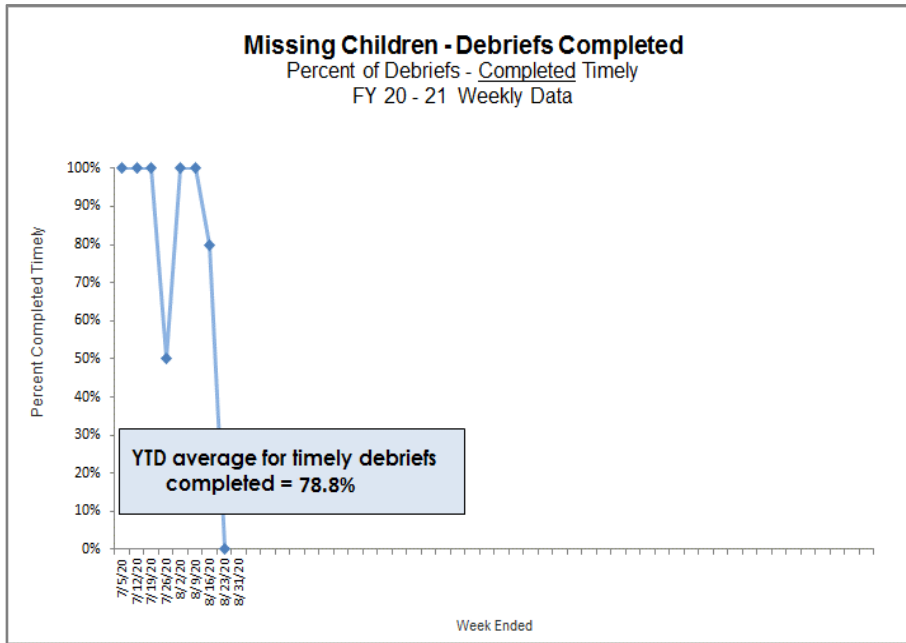 Missing Children - Debriefs Completed
Percent of Debriefs - Completed Timely
FY 20 - 21 Weekly Data
Percent Completed Timely
100%
90%
80%
70%
60%
50%
40%
30%
20%
10%
0%
YTD average for timely debriefs
completed = 78.8%
7/5/20
7/12/20
7/19/20
7/26/20
8/2/20
8/9/20
8/16/20
8/23/20
8/31/20
Week Ended